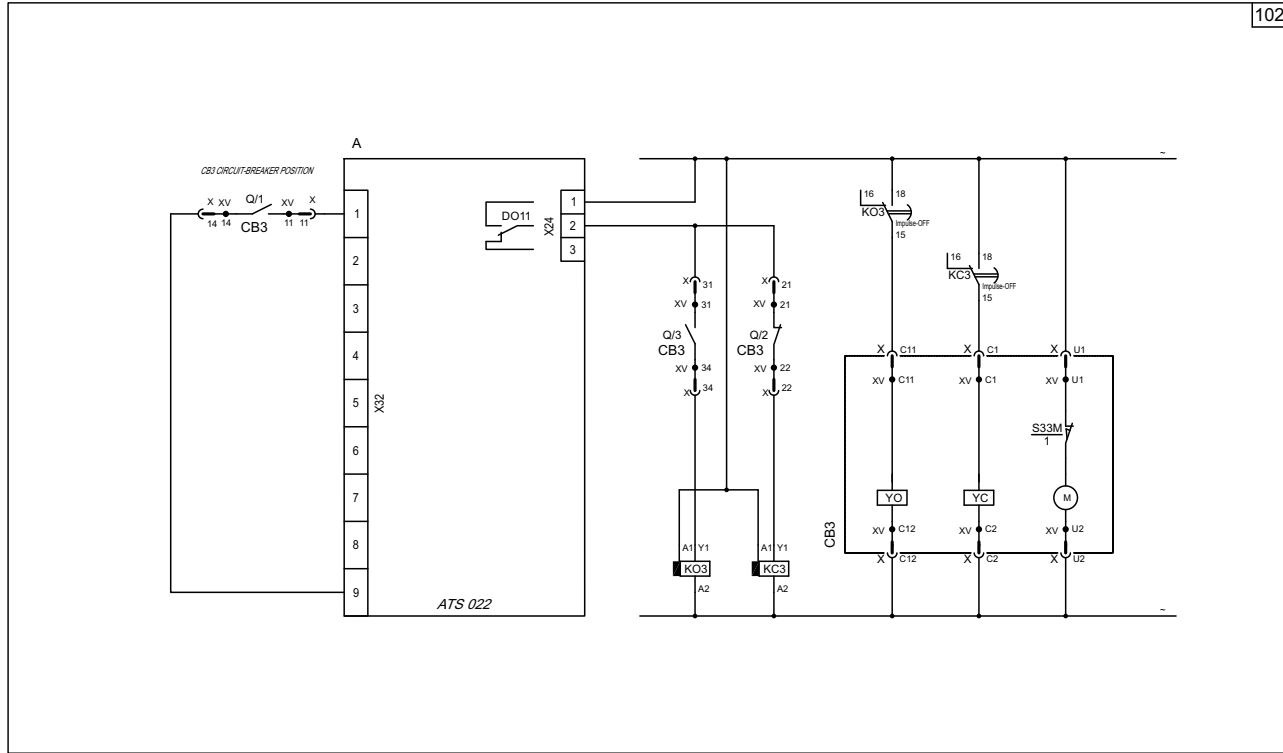 102
A
CB3 CIRCUIT-BREAKER POSITION
~
X XV Q/1 XV X
14 14 CB3 11 11
1
2
3
4
5
6
7
8
9
X32
ATS 022
DO11
X24
1
2
3
X 31
XV 31
Q/3
CB3
XV 34
X 34
X 21
XV 21
Q/2
CB3
XV 22
X 22
A1 Y1
KO3
A2
A1 Y1
KC3
A2
16 18
KO3
Impulse-OFF
15
16 18
KC3
Impulse-OFF
15
X C11
XV C11
YO
XV C12
X C12
X C1
XV C1
YC
XV C2
X C2
X U1
XV U1
S33M
1
M
XV U2
X U2
CB3
~